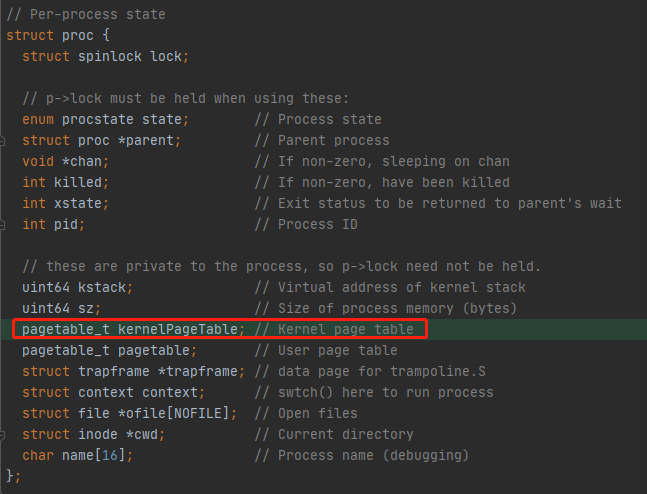 // Per-process state
struct proc {
  struct spinlock lock;

  // p->lock must be held when using these:
  enum procstate state;        // Process state
  struct proc *parent;         // Parent process
  void *chan;                  // If non-zero, sleeping on chan
  int killed;                  // If non-zero, have been killed
  int xstate;                  // Exit status to be returned to parent's wait
  int pid;                     // Process ID

  // these are private to the process, so p->lock need not be held.
  uint64 kstack;               // Virtual address of kernel stack
  uint64 sz;                   // Size of process memory (bytes)
  pagetable_t kernelPageTable; // Kernel page table
  pagetable_t pagetable;       // User page table
  struct trapframe *trapframe; // data page for trampoline.S
  struct context context;      // swtch() here to run process
  struct file *ofile[NOFILE];  // Open files
  struct inode *cwd;           // Current directory
  char name[16];               // Process name (debugging)
};